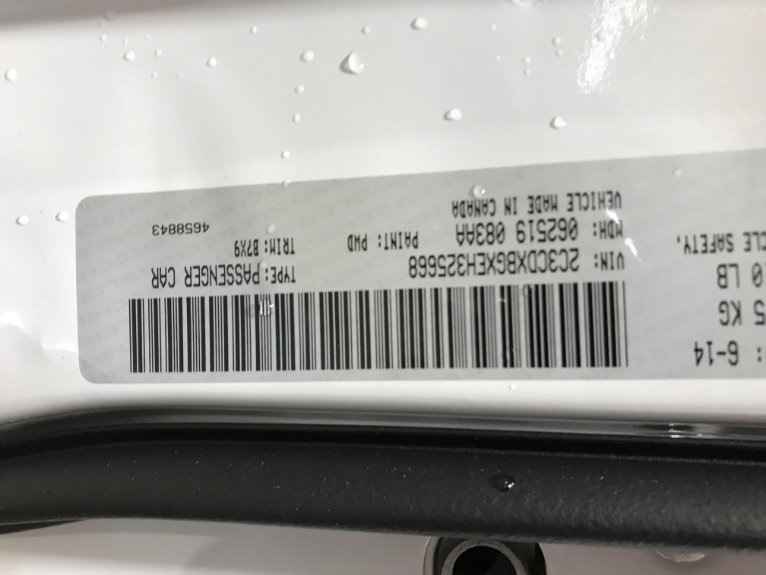 : 6-14
5 KG
0 LB
CLE SAFETY,
VIN: 2C3CDXBGXEH325668 TYPE: PASSENGER CAR
MDH: 062519 083AA PAINT: PWD TRIM: B7X9
VEHICLE MADE IN CANADA 4658843